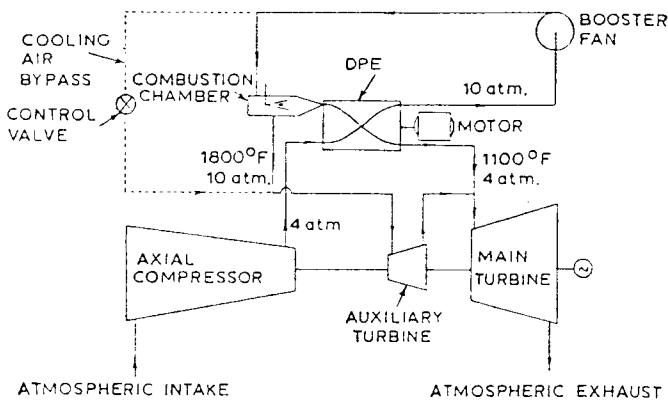 BOOSTER
FAN
COOLING
AIR
BYPASS
COMBUSTION
CHAMBER
DPE
10 atm.
CONTROL
VALVE
MOTOR
1800°F
10 atm.
1100°F
4 atm.
4 atm
AXIAL
COMPRESSOR
MAIN
TURBINE
~
AUXILIARY
TURBINE
ATMOSPHERIC INTAKE
ATMOSPHERIC EXHAUST